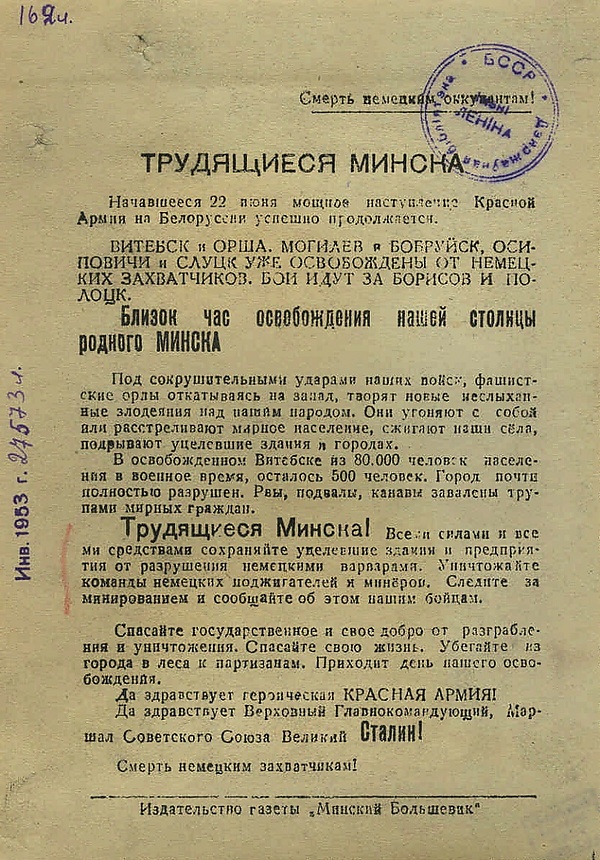 162ч.
Смерть немецким оккупантам!
БССР
Дзяржаўная бібліятэка
імені
ЛЕНІНА
ТРУДЯЩИЕСЯ МИНСКА
Начавшееся 22 июня мощное наступление Красной
Армии на Белоруссии успешно продолжается.
ВИТЕБСК и ОРША, МОГИЛЕВ и БОБРУЙСК, ОСИ-
ПОВИЧИ и СЛУЦК УЖЕ ОСВОБОЖДЕНЫ ОТ НЕМЕЦ-
КИХ ЗАХВАТЧИКОВ. БОИ ИДУТ ЗА БОРИСОВ И ПО-
ЛОЦК.
Близок час освобождения нашей столицы
родного МИНСКА
Под сокрушительными ударами наших войск, фашист-
ские орлы откатываясь на запад, творят новые неслыхан-
ные злодеяния над нашим народом. Они угоняют с собой
или расстреливают мирное население, сжигают наши сёла,
подрывают уцелевшие здания в городах.
В освобожденном Витебске из 80.000 человек населе-
ния в военное время, осталось 500 человек. Город почти
полностью разрушен. Рвы, подвалы, канавы завалены тру-
пами мирных граждан.
Трудящиеся Минска! Всеми силами и все
ми средствами сохраняйте уцелевшие здания и предприя-
тия от разрушения немецкими варварами. Уничтожайте
команды немецких поджигателей и минёров. Следите за
минированием и сообщайте об этом нашим бойцам.
Спасайте государственное и свое добро от разграбле-
ния и уничтожения. Спасайте свою жизнь. Убегайте из
города в леса к партизанам. Приходит день нашего осво-
бождения.
Да здравствует героическая КРАСНАЯ АРМИЯ!
Да здравствует Верховный Главнокомандующий, Мар-
шал Советского Союза Великий Сталин!
Смерть немецким захватчикам!
Издательство газеты „Минский Большевик“
Инв. 1953 г. 27573ч.